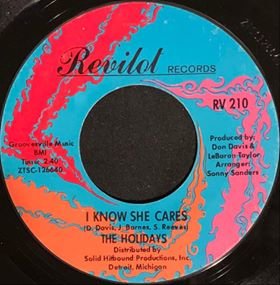 Revilot
RECORDS
RV 210
Groovesville Music
BMI
Time: 2:40
ZTSC-126640
Produced by:
Don Davis &
LeBaron Taylor
Arranger:
Sonny Sanders
I KNOW SHE CARES
(D. Davis, J. Barnes, S. Reeves)
THE HOLIDAYS
Distributed by
Solid Hitbound Productions, Inc.
Detroit, Michigan